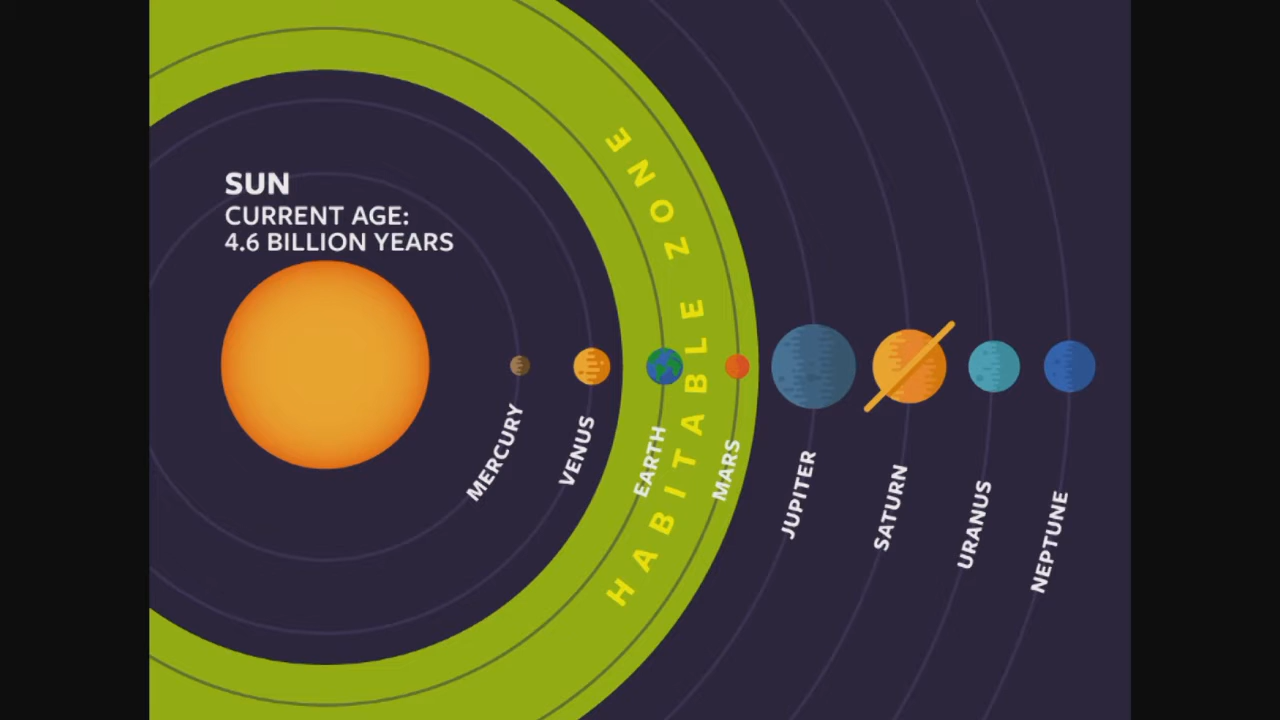 SUN
CURRENT AGE:
4.6 BILLION YEARS
HABITABLE ZONE
MERCURY
VENUS
EARTH
MARS
JUPITER
SATURN
URANUS
NEPTUNE